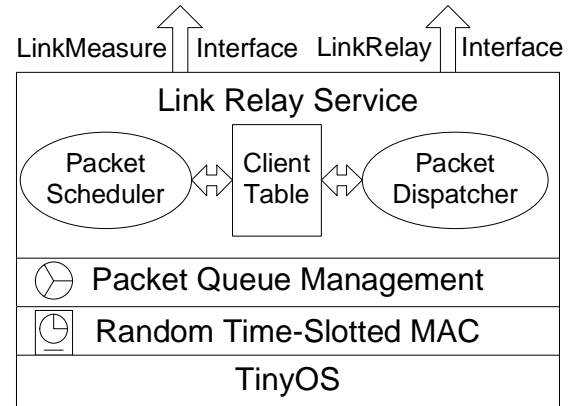 LinkMeasure Interface LinkRelay Interface
Link Relay Service
Packet Scheduler
Client Table
Packet Dispatcher
Packet Queue Management
Random Time-Slotted MAC
TinyOS